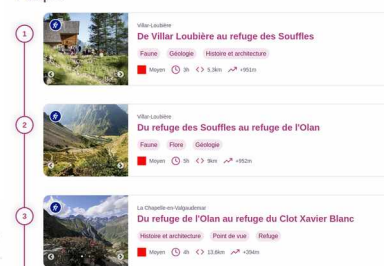 1
Villar-Loubière
De Villar Loubière au refuge des Souffles
Faune Géologie Histoire et architecture
Moyen 3h 5,3km +951m
2
Villar-Loubière
Du refuge des Souffles au refuge de l'Olan
Faune Flore Géologie
Moyen 5h 9km +952m
3
La Chapelle-en-Valgaudemar
Du refuge de l'Olan au refuge du Clot Xavier Blanc
Histoire et architecture Point de vue Refuge
Moyen 4h 13,6km +394m